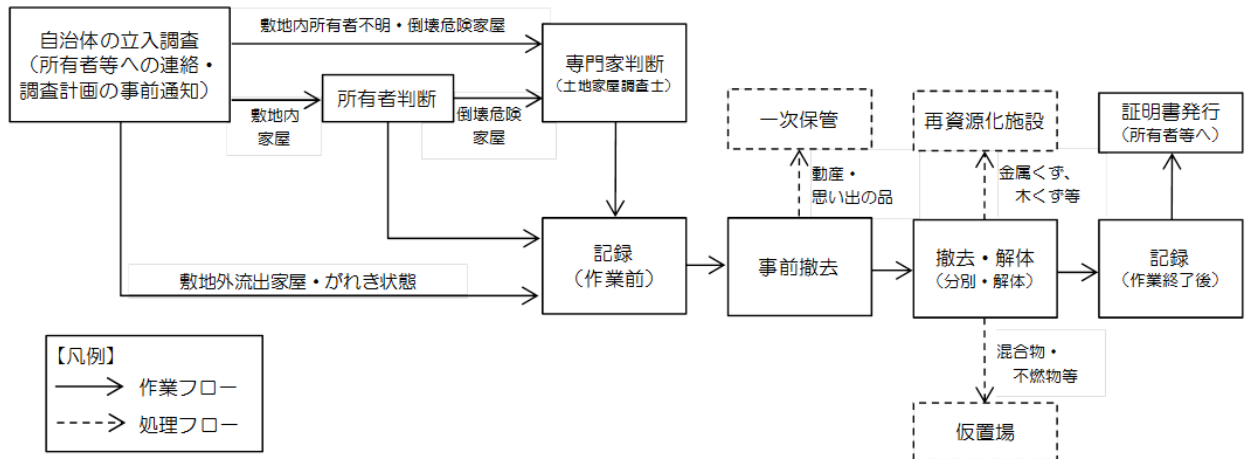 敷地内所有者不明・倒壊危険家屋
自治体の立入調査
(所有者等への連絡・
調査計画の事前通知)
敷地内
家屋
所有者判断
倒壊危険
家屋
専門家判断
(土地家屋調査士)
一次保管
再資源化施設
証明書発行
(所有者等へ)
動産・
思い出の品
金属くず、
木くず等
敷地外流出家屋・がれき状態
記録
(作業前)
事前撤去
撤去・解体
(分別・解体)
記録
(作業終了後)
混合物・
不燃物等
仮置場
【凡例】
作業フロー
処理フロー